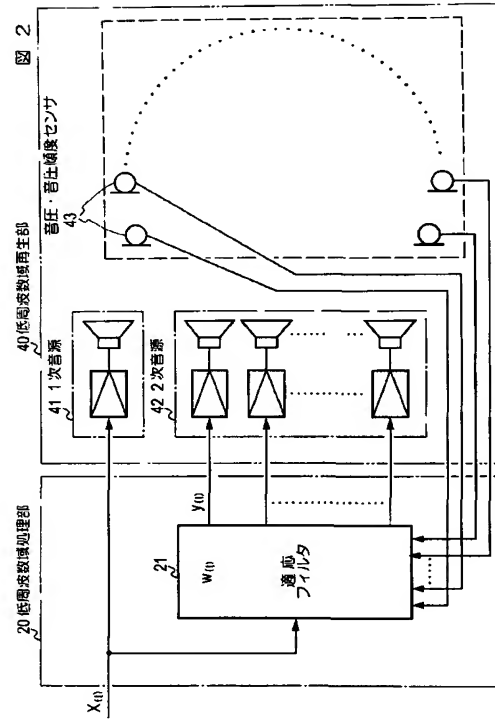 図 2
40 低周波数域再生部
音圧・音圧傾度センサ
43
41 1次音源
42 2次音源
20 低周波数域処理部
21
適応
フィルタ
W(t)
y(t)
X(t)